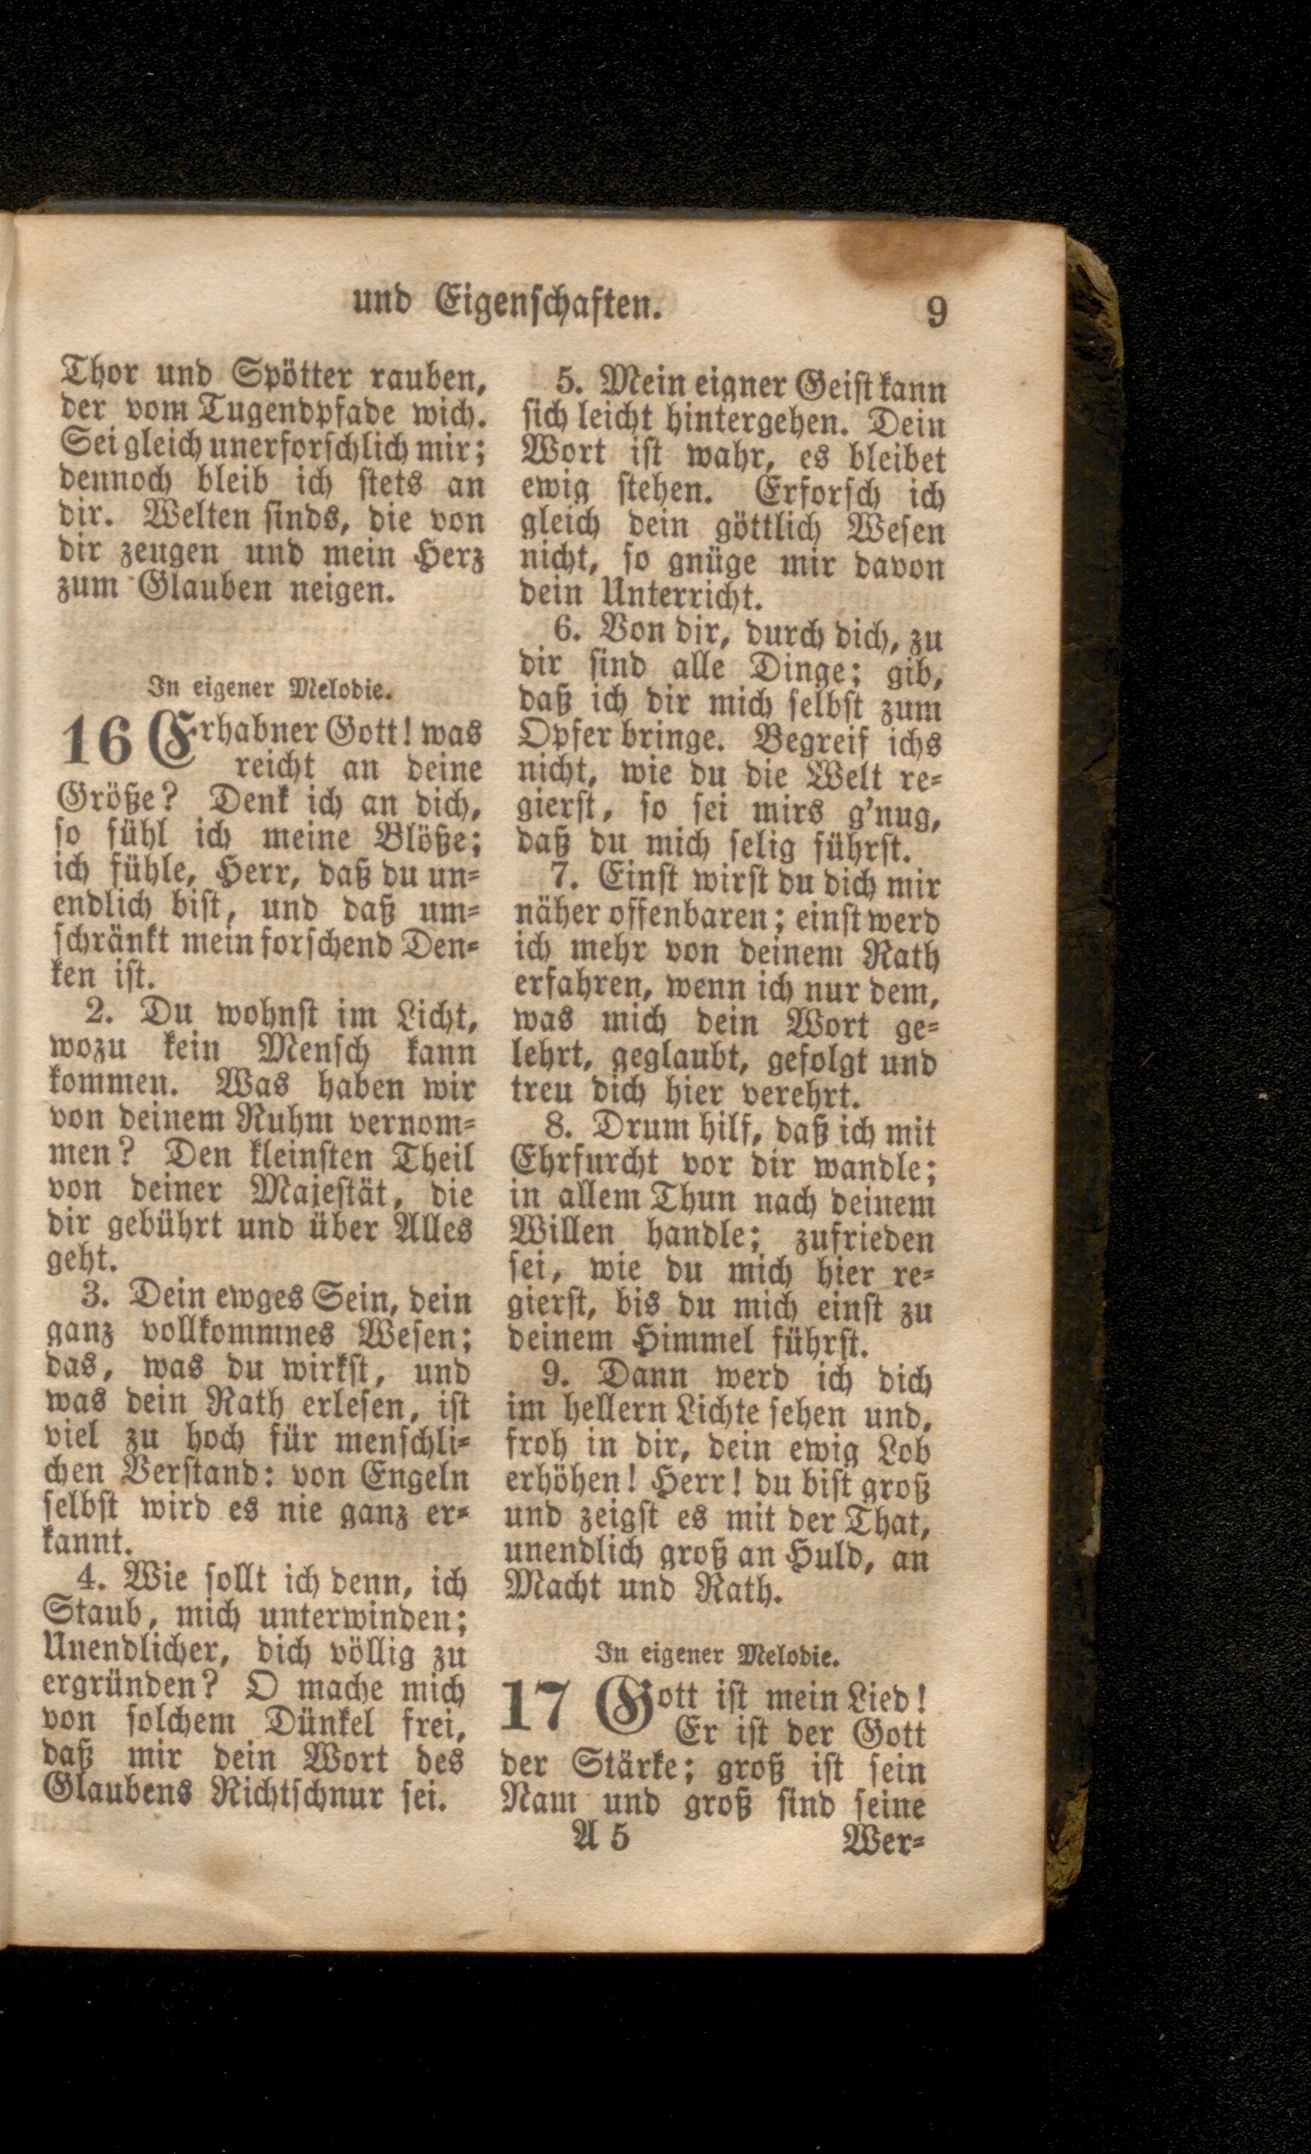 und Eigenschaften.
9
Thor und Spötter rauben,
der vom Tugendpfade wich.
Sei gleich unerforschlich mir;
dennoch bleib ich stets an
dir. Welten sinds, die von
dir zeugen und mein Herz
zum Glauben neigen.
In eigener Melodie.
16 Erhabner Gott! was
reicht an deine
Größe? Denk ich an dich,
so fühl ich meine Blöße;
ich fühle, Herr, daß du un-
endlich bist, und daß um-
schränkt mein forschend Den-
ken ist.
2. Du wohnst im Licht,
wozu kein Mensch kann
kommen. Was haben wir
von deinem Ruhm vernom-
men? Den kleinsten Theil
von deiner Majestät, die
dir gebührt und über Alles
geht.
3. Dein ewges Sein, dein
ganz vollkommnes Wesen;
das, was du wirkst, und
was dein Rath erlesen, ist
viel zu hoch für menschli-
chen Verstand: von Engeln
selbst wird es nie ganz er-
kannt.
4. Wie sollt ich denn, ich
Staub, mich unterwinden;
Unendlicher, dich völlig zu
ergründen? O mache mich
von solchem Dünkel frei,
daß mir dein Wort des
Glaubens Richtschnur sei.
5. Mein eigner Geist kann
sich leicht hintergehen. Dein
Wort ist wahr, es bleibet
ewig stehen. Erforsch ich
gleich dein göttlich Wesen
nicht, so gnüge mir davon
dein Unterricht.
6. Von dir, durch dich, zu
dir sind alle Dinge; gib,
daß ich dir mich selbst zum
Opfer bringe. Begreif ichs
nicht, wie du die Welt re-
gierst, so sei mirs g'nug,
daß du mich selig führst.
7. Einst wirst du dich mir
näher offenbaren; einst werd
ich mehr von deinem Rath
erfahren, wenn ich nur dem,
was mich dein Wort ge-
lehrt, geglaubt, gefolgt und
treu dich hier verehrt.
8. Drum hilf, daß ich mit
Ehrfurcht vor dir wandle;
in allem Thun nach deinem
Willen handle; zufrieden
sei, wie du mich hier re-
gierst, bis du mich einst zu
deinem Himmel führst.
9. Dann werd ich dich
im hellern Lichte sehen und,
froh in dir, dein ewig Lob
erhöhen! Herr! du bist groß
und zeigst es mit der That,
unendlich groß an Huld, an
Macht und Rath.
In eigener Melodie.
17 Gott ist mein Lied!
Er ist der Gott
der Stärke; groß ist sein
Nam und groß sind seine
A 5
Wer-